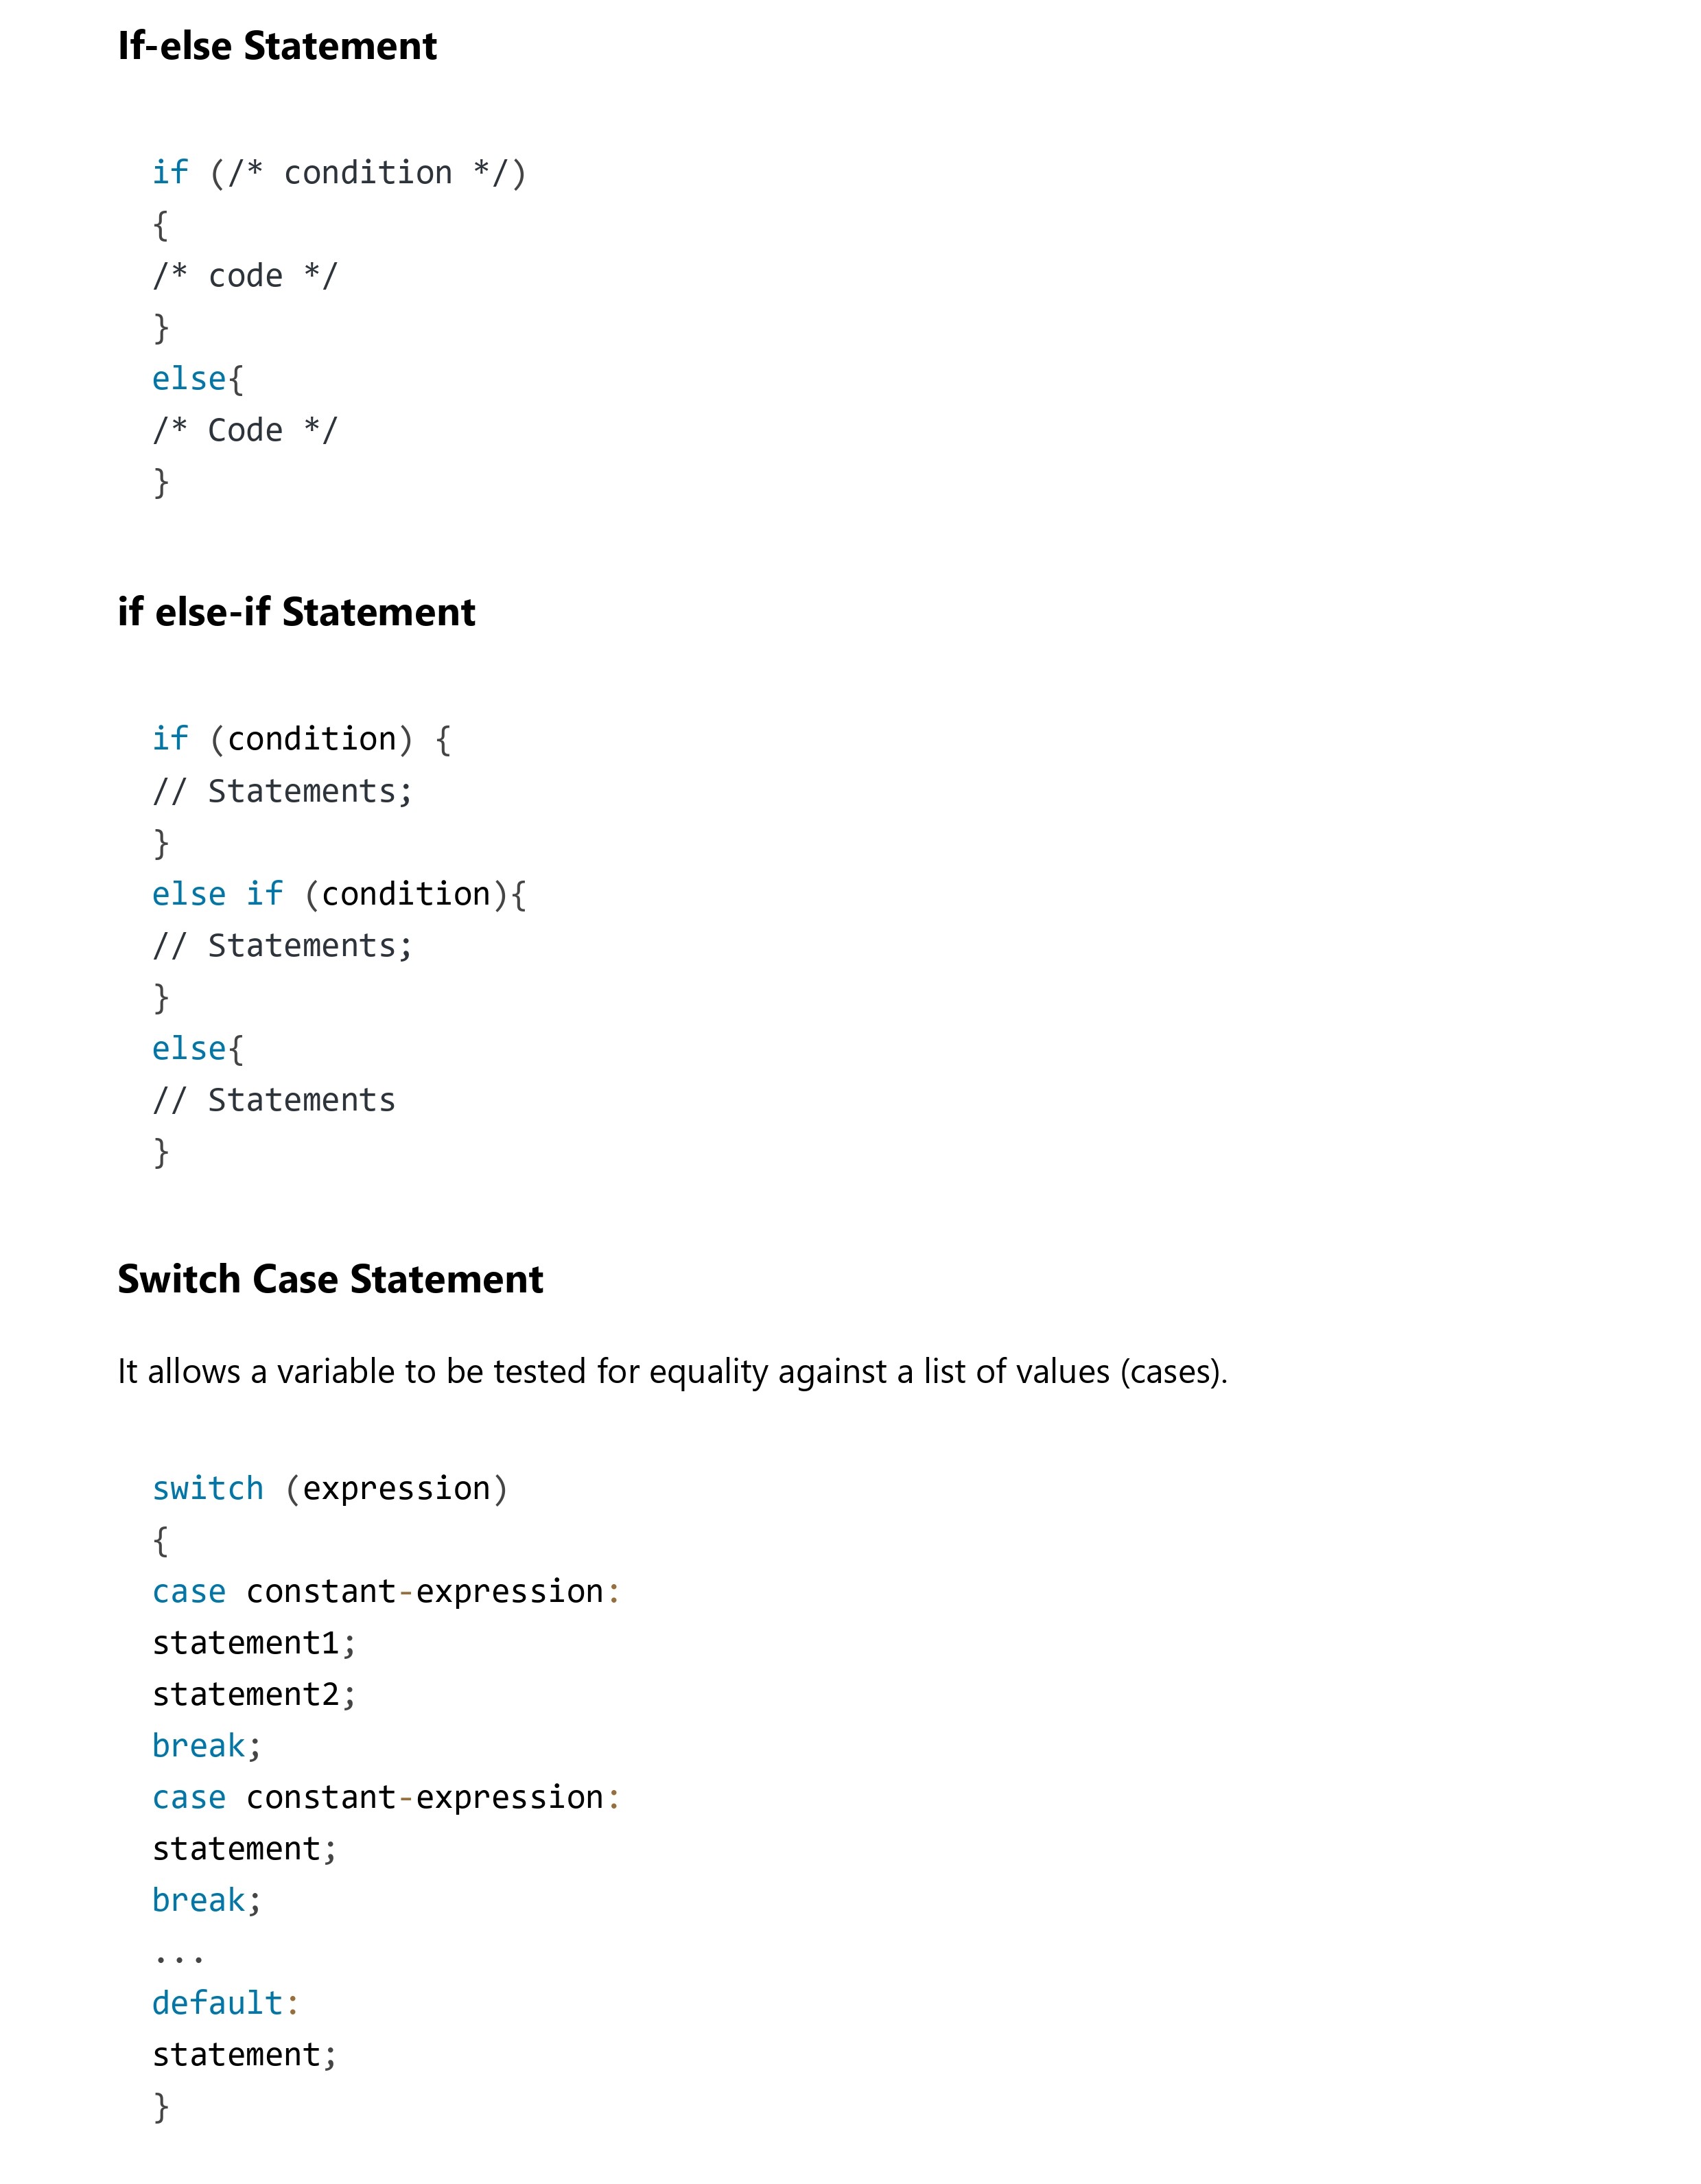 If-else Statement
if (/* condition */)
{
/* code */
}
else{
/* Code */
}
if else-if Statement
if (condition) {
// Statements;
}
else if (condition){
// Statements;
}
else{
// Statements
}
Switch Case Statement
It allows a variable to be tested for equality against a list of values (cases).
switch (expression)
{
case constant-expression:
statement1;
statement2;
break;
case constant-expression:
statement;
break;
...
default:
statement;
}